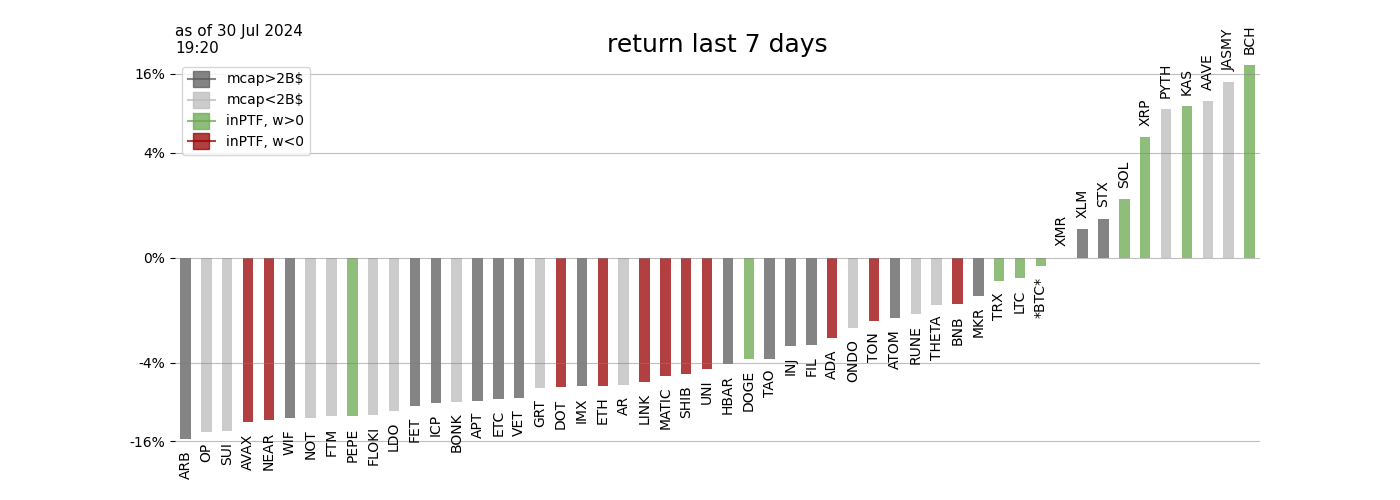 as of 30 Jul 2024
19:20
return last 7 days
mcap>2B$
mcap<2B$
inPTF, w>0
inPTF, w<0
16%
4%
0%
-4%
-16%
ARB
OP
SUI
AVAX
NEAR
WIF
NOT
FTM
PEPE
FLOKI
LDO
FET
ICP
BONK
APT
ETC
VET
GRT
DOT
IMX
ETH
AR
LINK
MATIC
SHIB
UNI
HBAR
DOGE
TAO
INJ
FIL
ADA
ONDO
TON
ATOM
RUNE
THETA
BNB
MKR
TRX
LTC
*BTC*
XMR
XLM
STX
SOL
XRP
PYTH
KAS
AAVE
JASMY
BCH